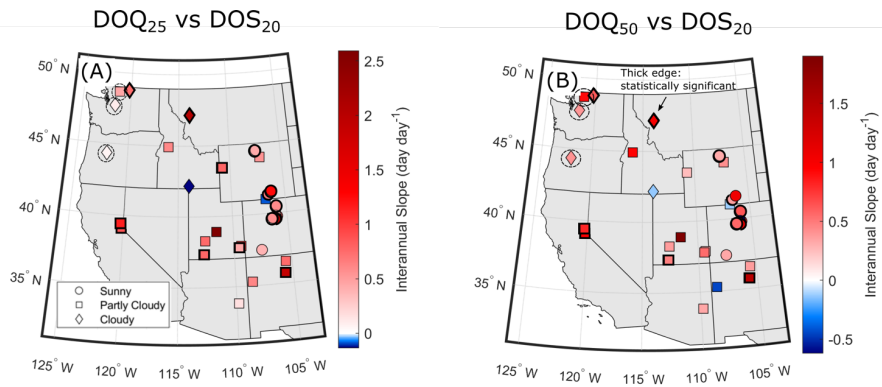 DOQ25 vs DOS20
DOQ50 vs DOS20
(A)
50° N
45° N
40° N
35° N
125° W
120° W
115° W
110° W
105° W
Sunny
Partly Cloudy
Cloudy
2.5
2
1.5
1
0.5
0
Interannual Slope (day day-1)
(B)
Thick edge:
statistically significant
50° N
45° N
40° N
35° N
125° W
120° W
115° W
110° W
105° W
1.5
1
0.5
0
-0.5
Interannual Slope (day day-1)